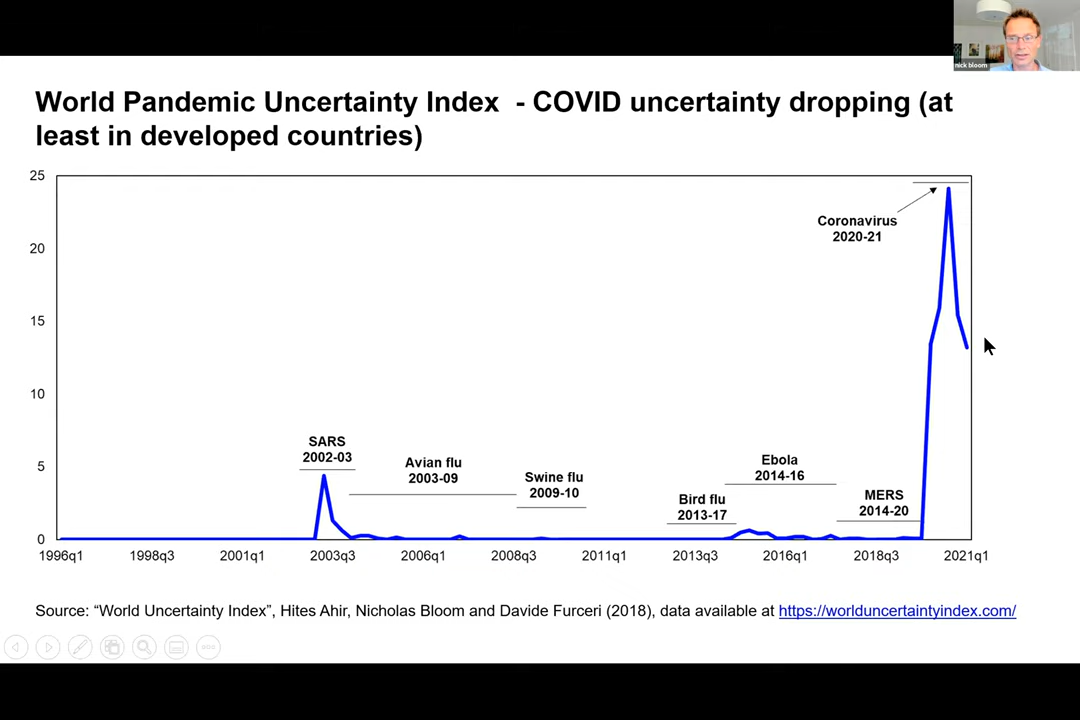 nick bloom
World Pandemic Uncertainty Index - COVID uncertainty dropping (at
least in developed countries)
25
20
15
10
5
0
Coronavirus
2020-21
SARS
2002-03
Avian flu
2003-09
Swine flu
2009-10
Bird flu
2013-17
Ebola
2014-16
MERS
2014-20
1996q1 1998q3 2001q1 2003q3 2006q1 2008q3 2011q1 2013q3 2016q1 2018q3 2021q1
Source: “World Uncertainty Index”, Hites Ahir, Nicholas Bloom and Davide Furceri (2018), data available at https://worlduncertaintyindex.com/